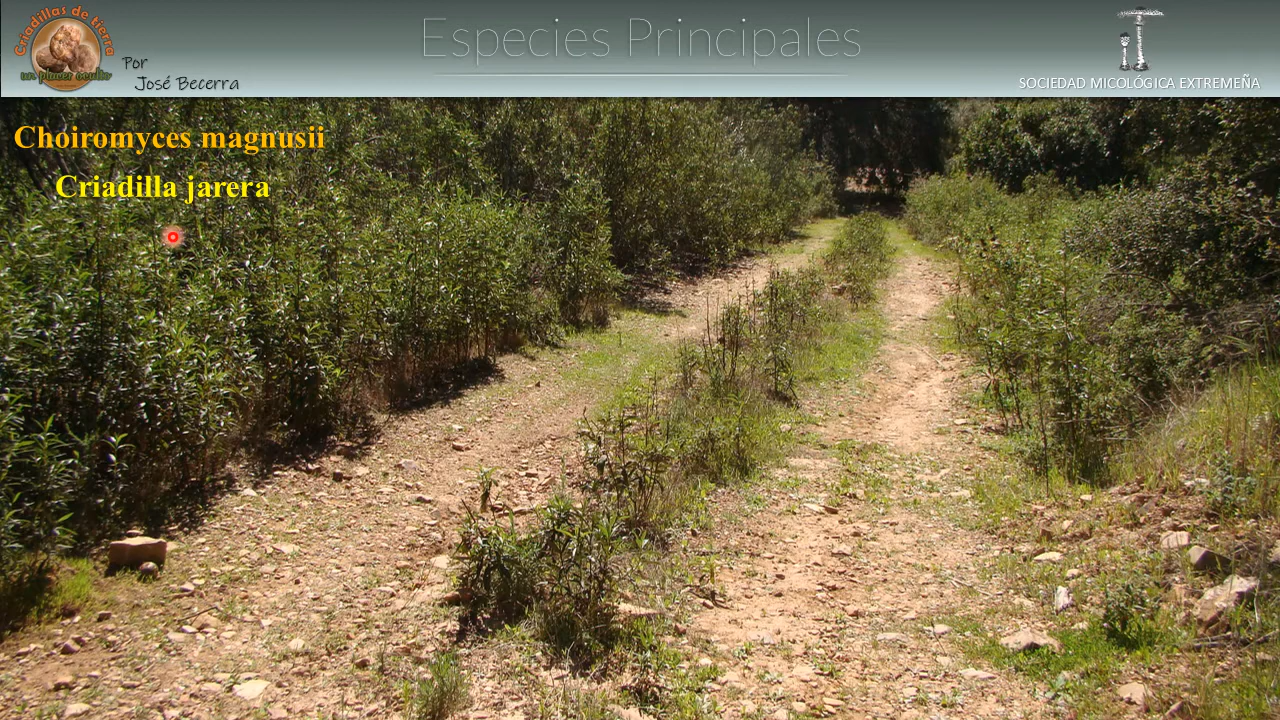 Criadillas de tierra
un placer oculto
Por
José Becerra
Especies Principales
SOCIEDAD MICOLÓGICA EXTREMEÑA
Choiromyces magnusii
Criadilla jarera